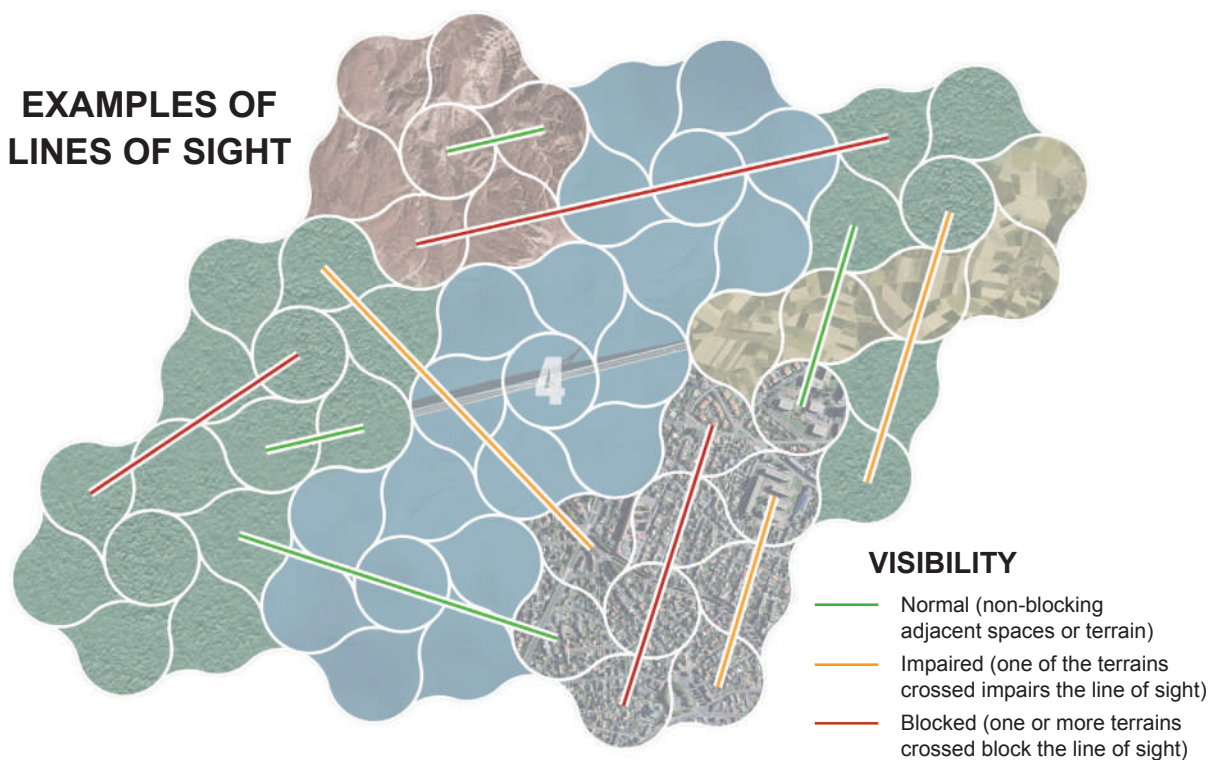 EXAMPLES OF
LINES OF SIGHT
4
VISIBILITY
Normal (non-blocking
adjacent spaces or terrain)
Impaired (one of the terrains
crossed impairs the line of sight)
Blocked (one or more terrains
crossed block the line of sight)